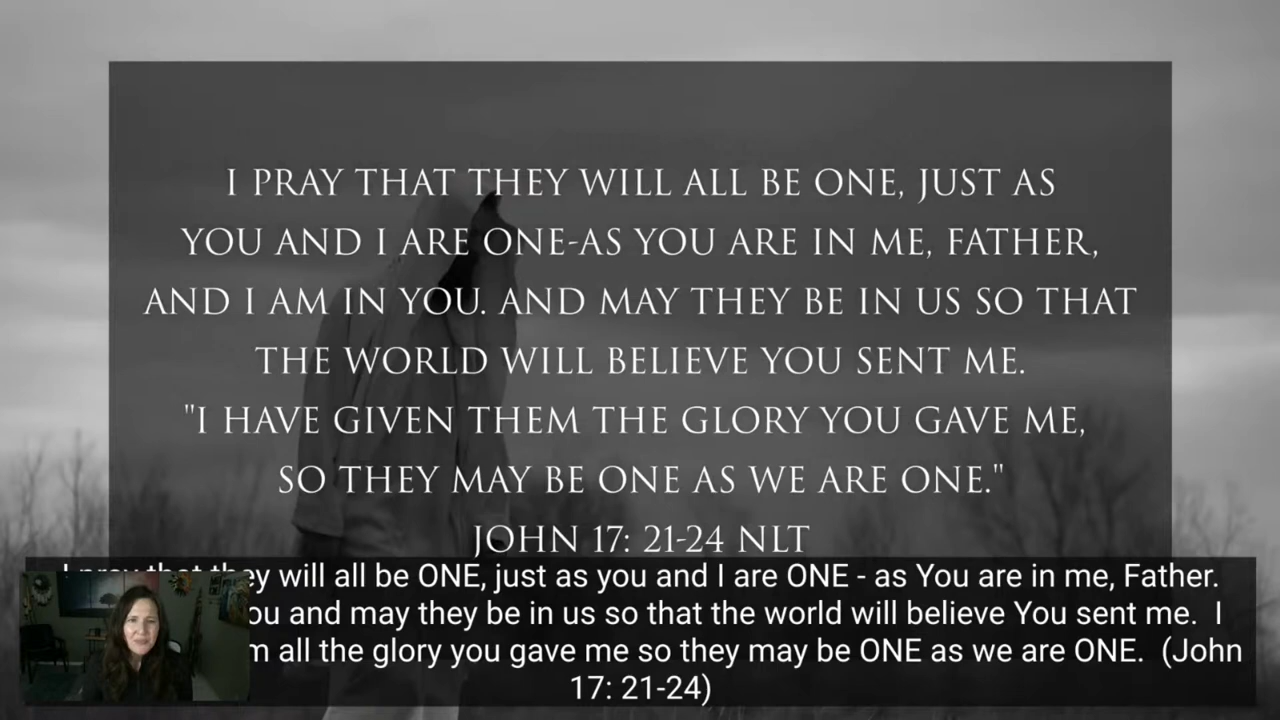 I PRAY THAT THEY WILL ALL BE ONE, JUST AS
YOU AND I ARE ONE-AS YOU ARE IN ME, FATHER,
AND I AM IN YOU. AND MAY THEY BE IN US SO THAT
THE WORLD WILL BELIEVE YOU SENT ME.
"I HAVE GIVEN THEM THE GLORY YOU GAVE ME,
SO THEY MAY BE ONE AS WE ARE ONE."
JOHN 17: 21-24 NLT
I pray that they will all be ONE, just as you and I are ONE - as You are in me, Father.
and may they be in us so that the world will believe You sent me. I
all the glory you gave me so they may be ONE as we are ONE. (John
17: 21-24)